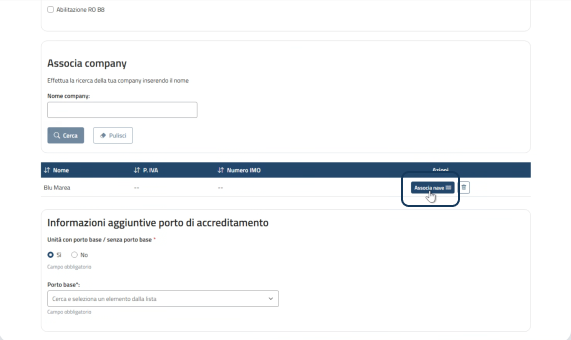 Abilitazione RO BB
Associa company
Effettua la ricerca della tua company inserendo il nome
Nome company:
Cerca Pulisci
Nome P. IVA Numero IMO Azioni
Blu Marea -- -- Associa nave
Informazioni aggiuntive porto di accreditamento
Unità con porto base / senza porto base *
Sì No
Campo obbligatorio
Porto base*:
Cerca e seleziona un elemento dalla lista
Campo obbligatorio